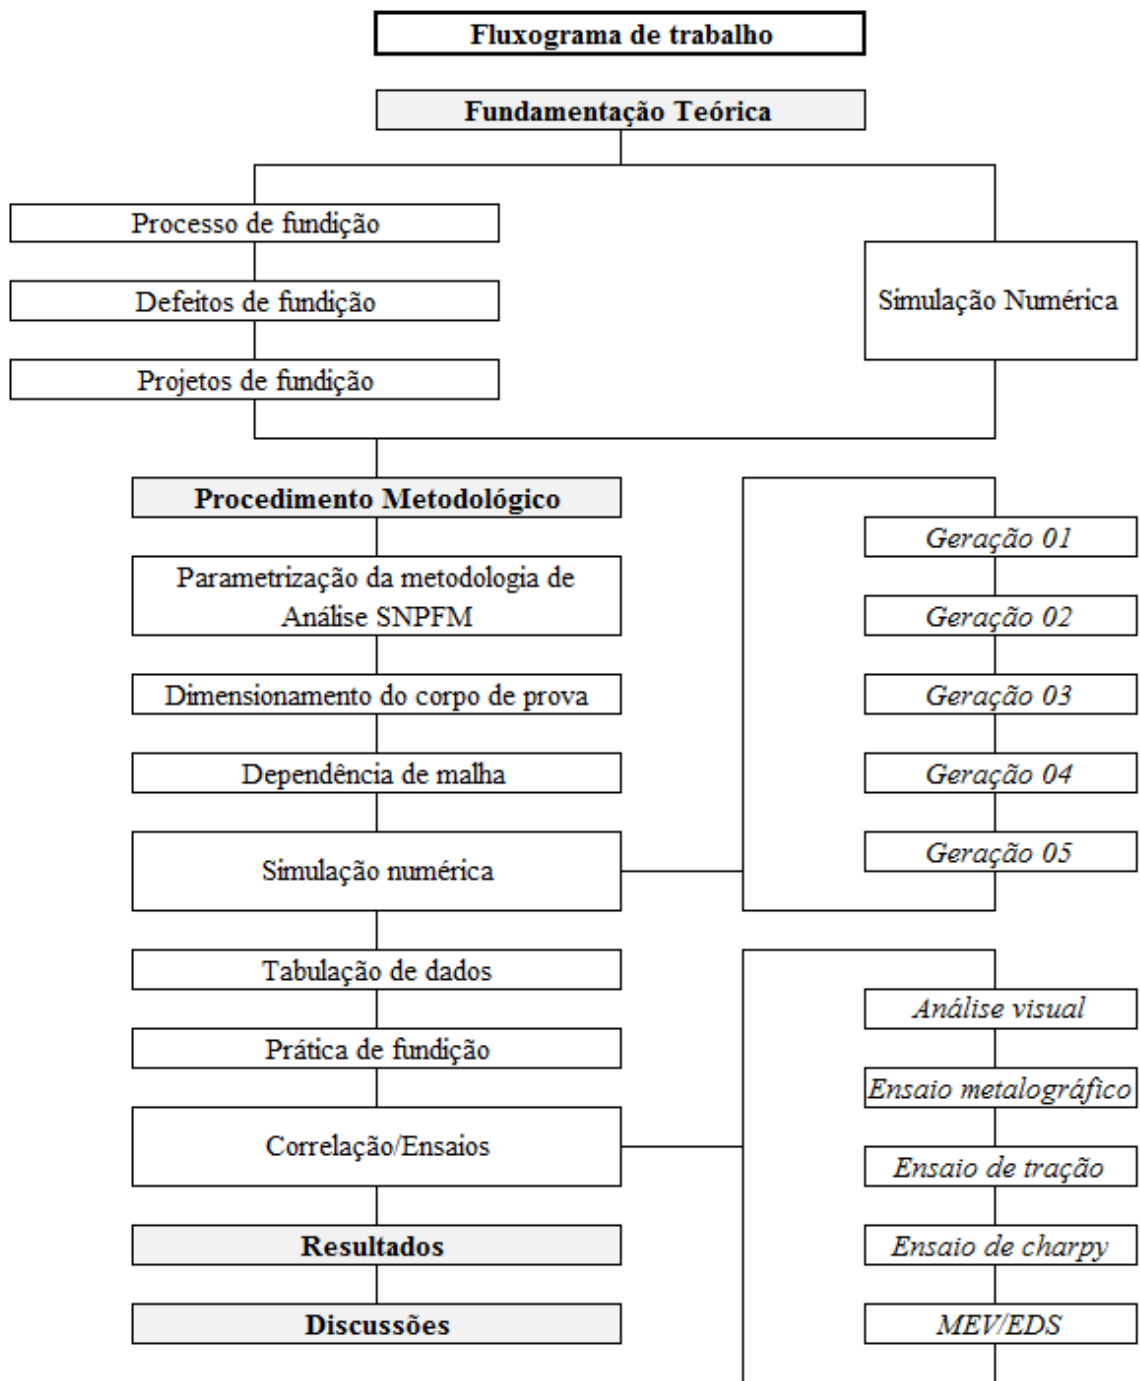 Fluxograma de trabalho
Fundamentação Teórica
Processo de fundição
Defeitos de fundição
Projetos de fundição
Simulação Numérica
Procedimento Metodológico
Parametrização da metodologia de
Análise SNPFM
Dimensionamento do corpo de prova
Dependência de malha
Simulação numérica
Geração 01
Geração 02
Geração 03
Geração 04
Geração 05
Tabulação de dados
Prática de fundição
Correlação/Ensaios
Análise visual
Ensaio metalográfico
Ensaio de tração
Ensaio de charpy
MEV/EDS
Resultados
Discussões